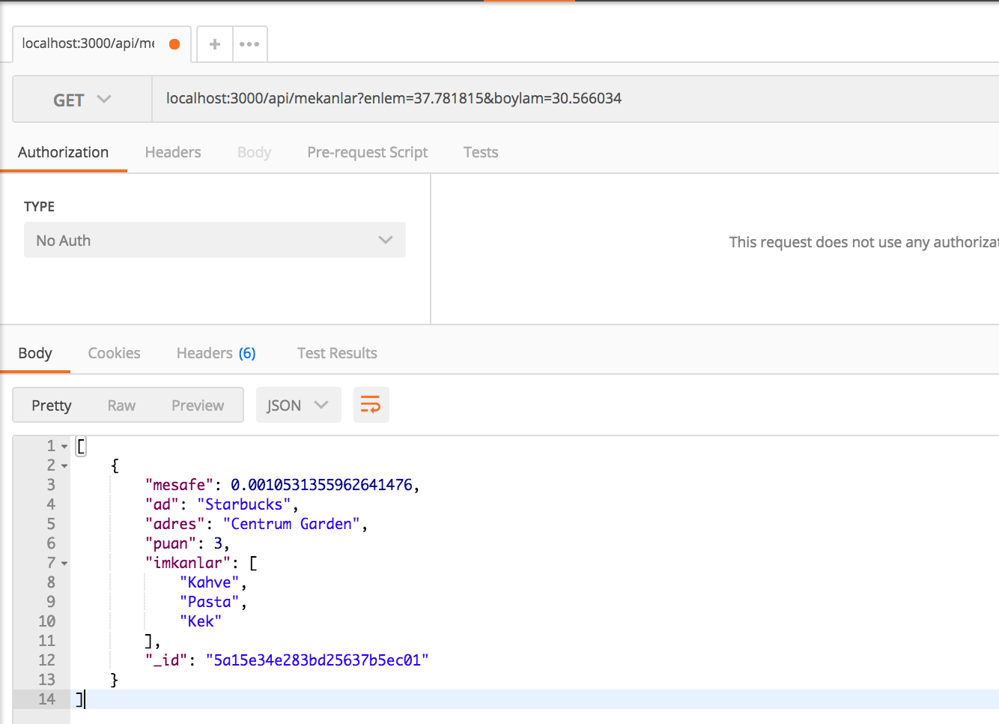 localhost:3000/api/me
GET
localhost:3000/api/mekanlar?enlem=37.781815&boylam=30.566034
Authorization Headers Body Pre-request Script Tests
TYPE
No Auth
This request does not use any
Body Cookies Headers (6) Test Results
Pretty Raw Preview JSON
1 [
2 {
3 "mesafe": 0.0010531355962641476,
4 "ad": "Starbucks",
5 "adres": "Centrum Garden",
6 "puan": 3,
7 "imkanlar": [
8 "Kahve",
9 "Pasta",
10 "Kek"
11 ],
12 "_id": "5a15e34e283bd25637b5ec01"
13 }
14 ]